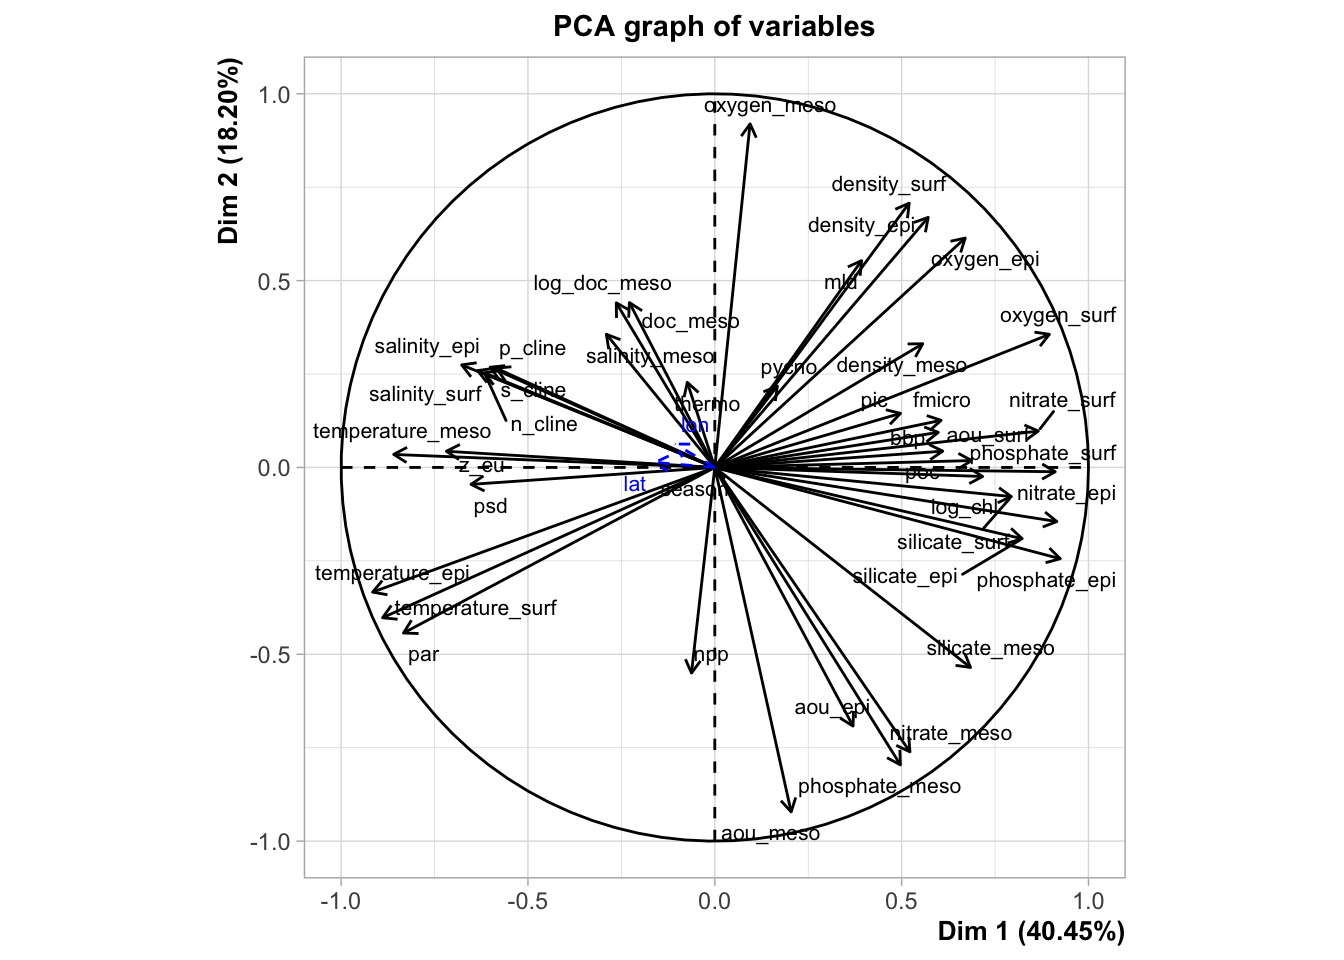 PCA graph of variables
Dim 2 (18.20%)
1.0
0.5
0.0
-0.5
-1.0
oxygen_meso
density_surf
density_epi
oxygen_epi
log_doc_meso
mld
doc_meso
oxygen_surf
salinity_epi
p_cline
salinity_meso
pycno
density_meso
salinity_surf
s_cline
thermo
pic
fmicro
nitrate_surf
n_cline
lon
temperature_meso
bbp
aou_surf
phosphate_surf
z_eu
poc
lat
season
nitrate_epi
psd
log_chl
silicate_surf
temperature_epi
silicate_epi
phosphate_epi
temperature_surf
par
npp
silicate_meso
aou_epi
nitrate_meso
phosphate_meso
aou_meso
-1.0
-0.5
0.0
0.5
1.0
Dim 1 (40.45%)